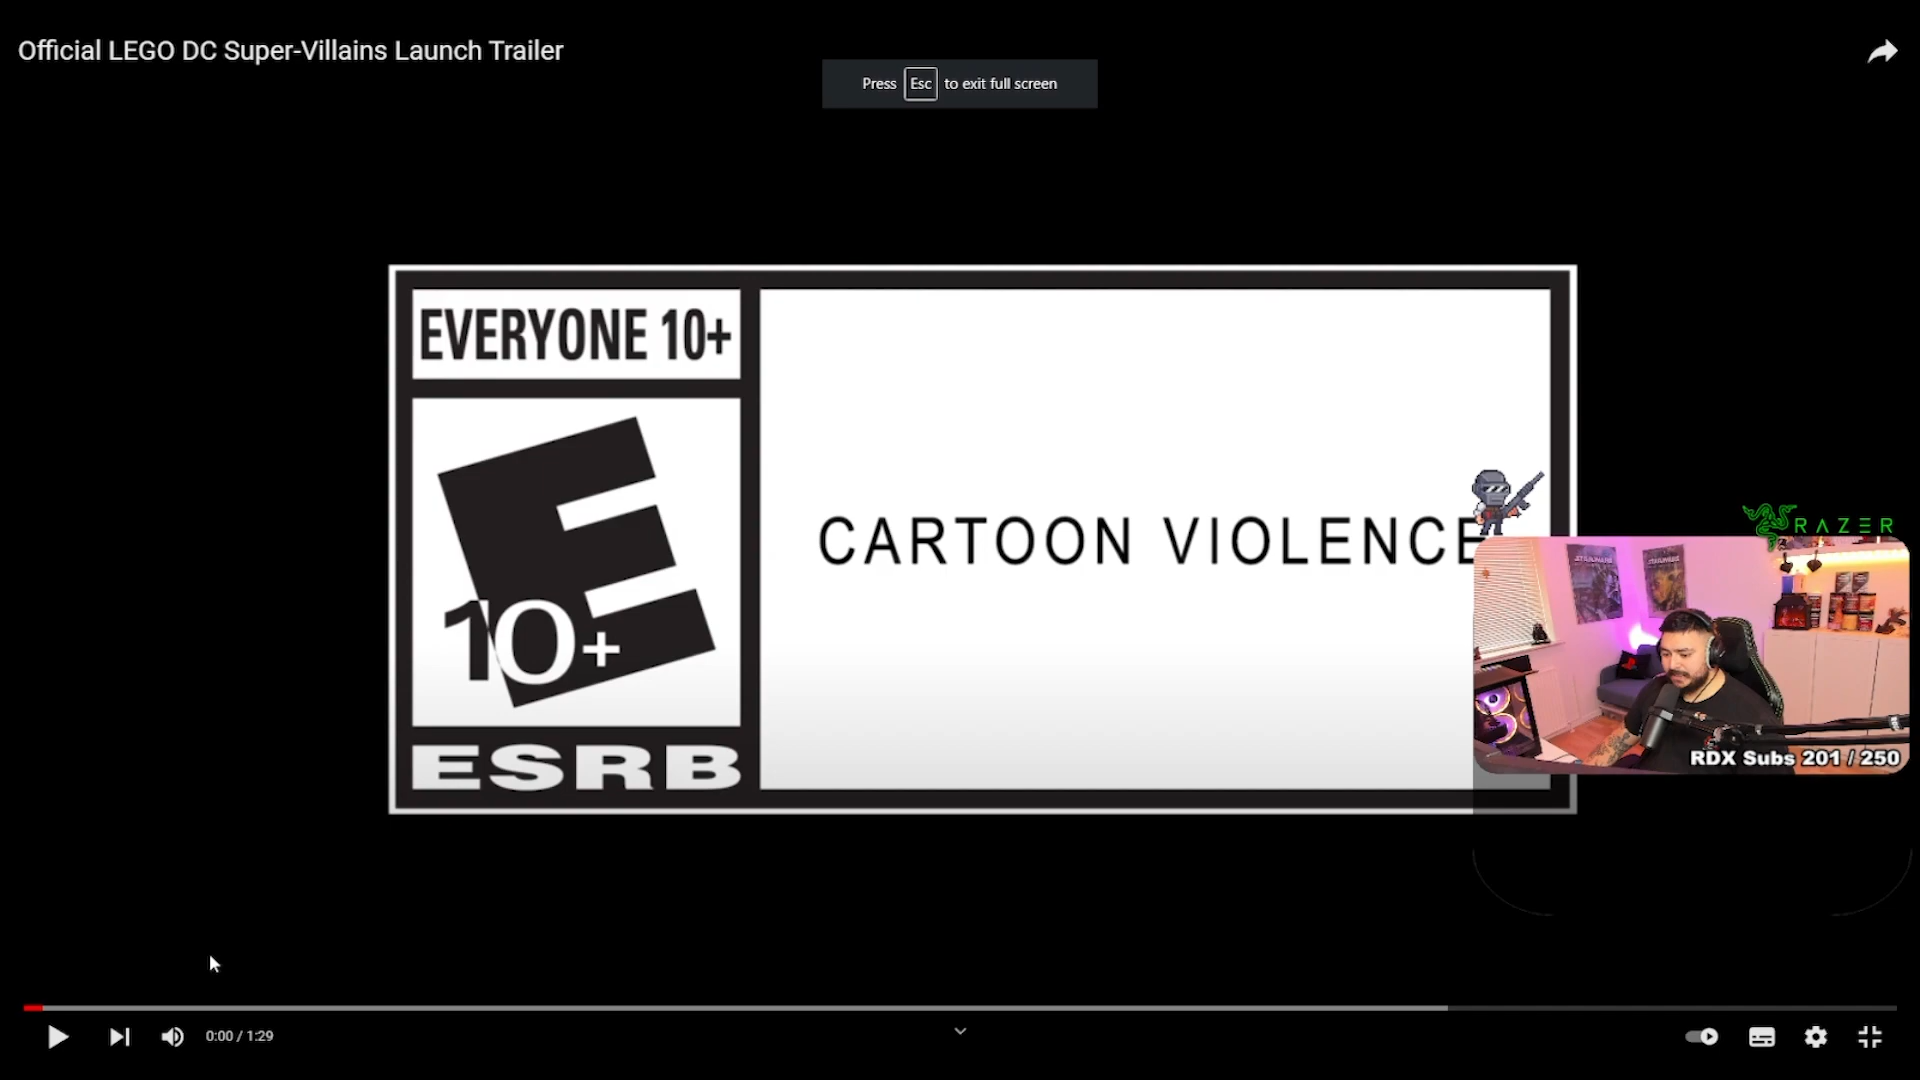 Official LEGO DC Super-Villains Launch Trailer
Press Esc to exit full screen
EVERYONE 10+
E
10+
ESRB
CARTOON VIOLENCE
RAZER
RDX Subs 201 / 250
0:00 / 1:29